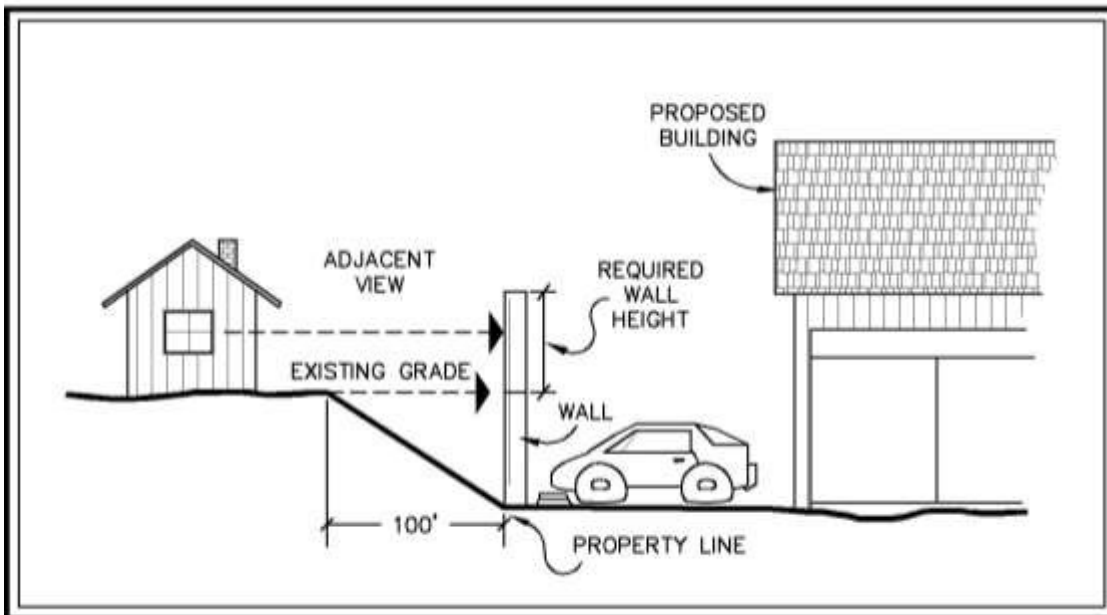 PROPOSED
BUILDING
ADJACENT
VIEW
REQUIRED
WALL
HEIGHT
EXISTING GRADE
WALL
100'
PROPERTY LINE